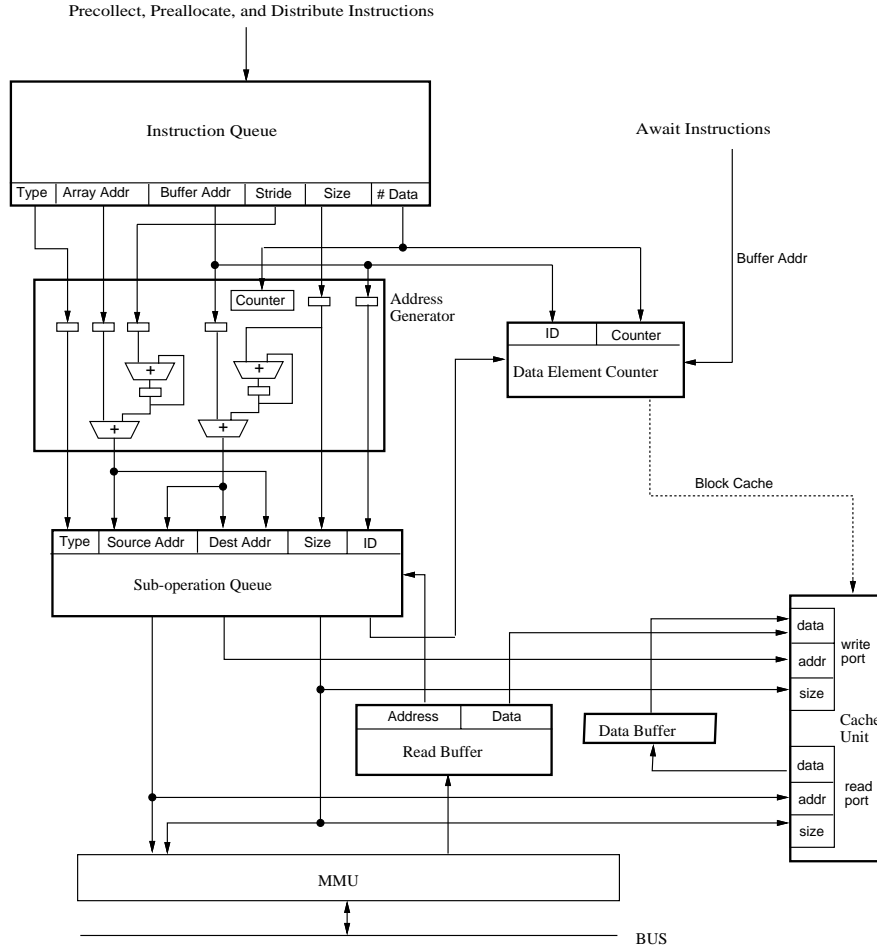 Precollect, Preallocate, and Distribute Instructions
Instruction Queue
Await Instructions
Type Array Addr Buffer Addr Stride Size # Data
Buffer Addr
Counter
Address
Generator
ID Counter
Data Element Counter
+
+
+
+
Block Cache
Type Source Addr Dest Addr Size ID
Sub-operation Queue
data
addr
size
write
port
Address Data
Read Buffer
Data Buffer
Cache
Unit
data
addr
size
read
port
MMU
BUS